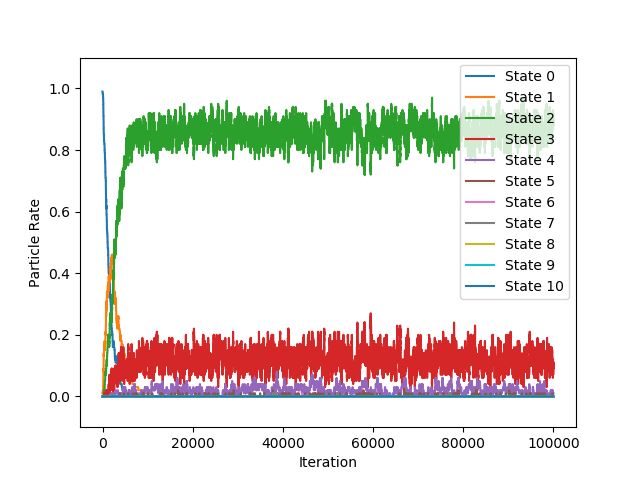 1.0
0.8
0.6
0.4
0.2
0.0
Particle Rate
0
20000
40000
60000
80000
100000
Iteration
State 0
State 1
State 2
State 3
State 4
State 5
State 6
State 7
State 8
State 9
State 10